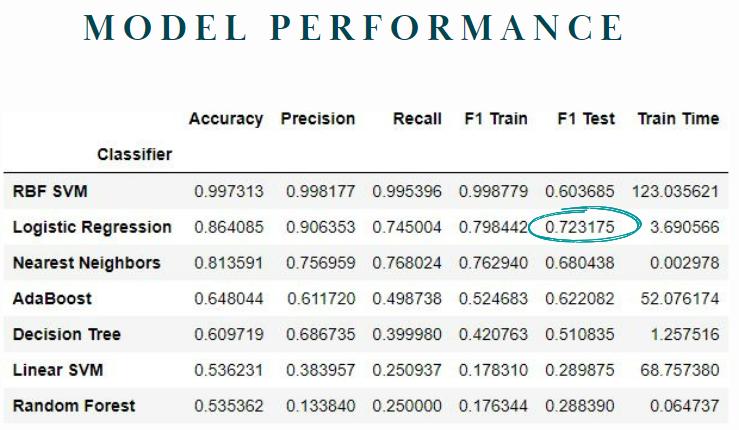 MODEL PERFORMANCE
Accuracy Precision Recall F1 Train F1 Test Train Time
Classifier
RBF SVM 0.997313 0.998177 0.995396 0.998779 0.603685 123.035621
Logistic Regression 0.864085 0.906353 0.745004 0.798442 0.723175 3.690566
Nearest Neighbors 0.813591 0.756959 0.768024 0.762940 0.680438 0.002978
AdaBoost 0.648044 0.611720 0.498738 0.524683 0.622082 52.076174
Decision Tree 0.609719 0.686735 0.399980 0.420763 0.510835 1.257516
Linear SVM 0.536231 0.383957 0.250937 0.178310 0.289875 68.757380
Random Forest 0.535362 0.133840 0.250000 0.176344 0.288390 0.064737